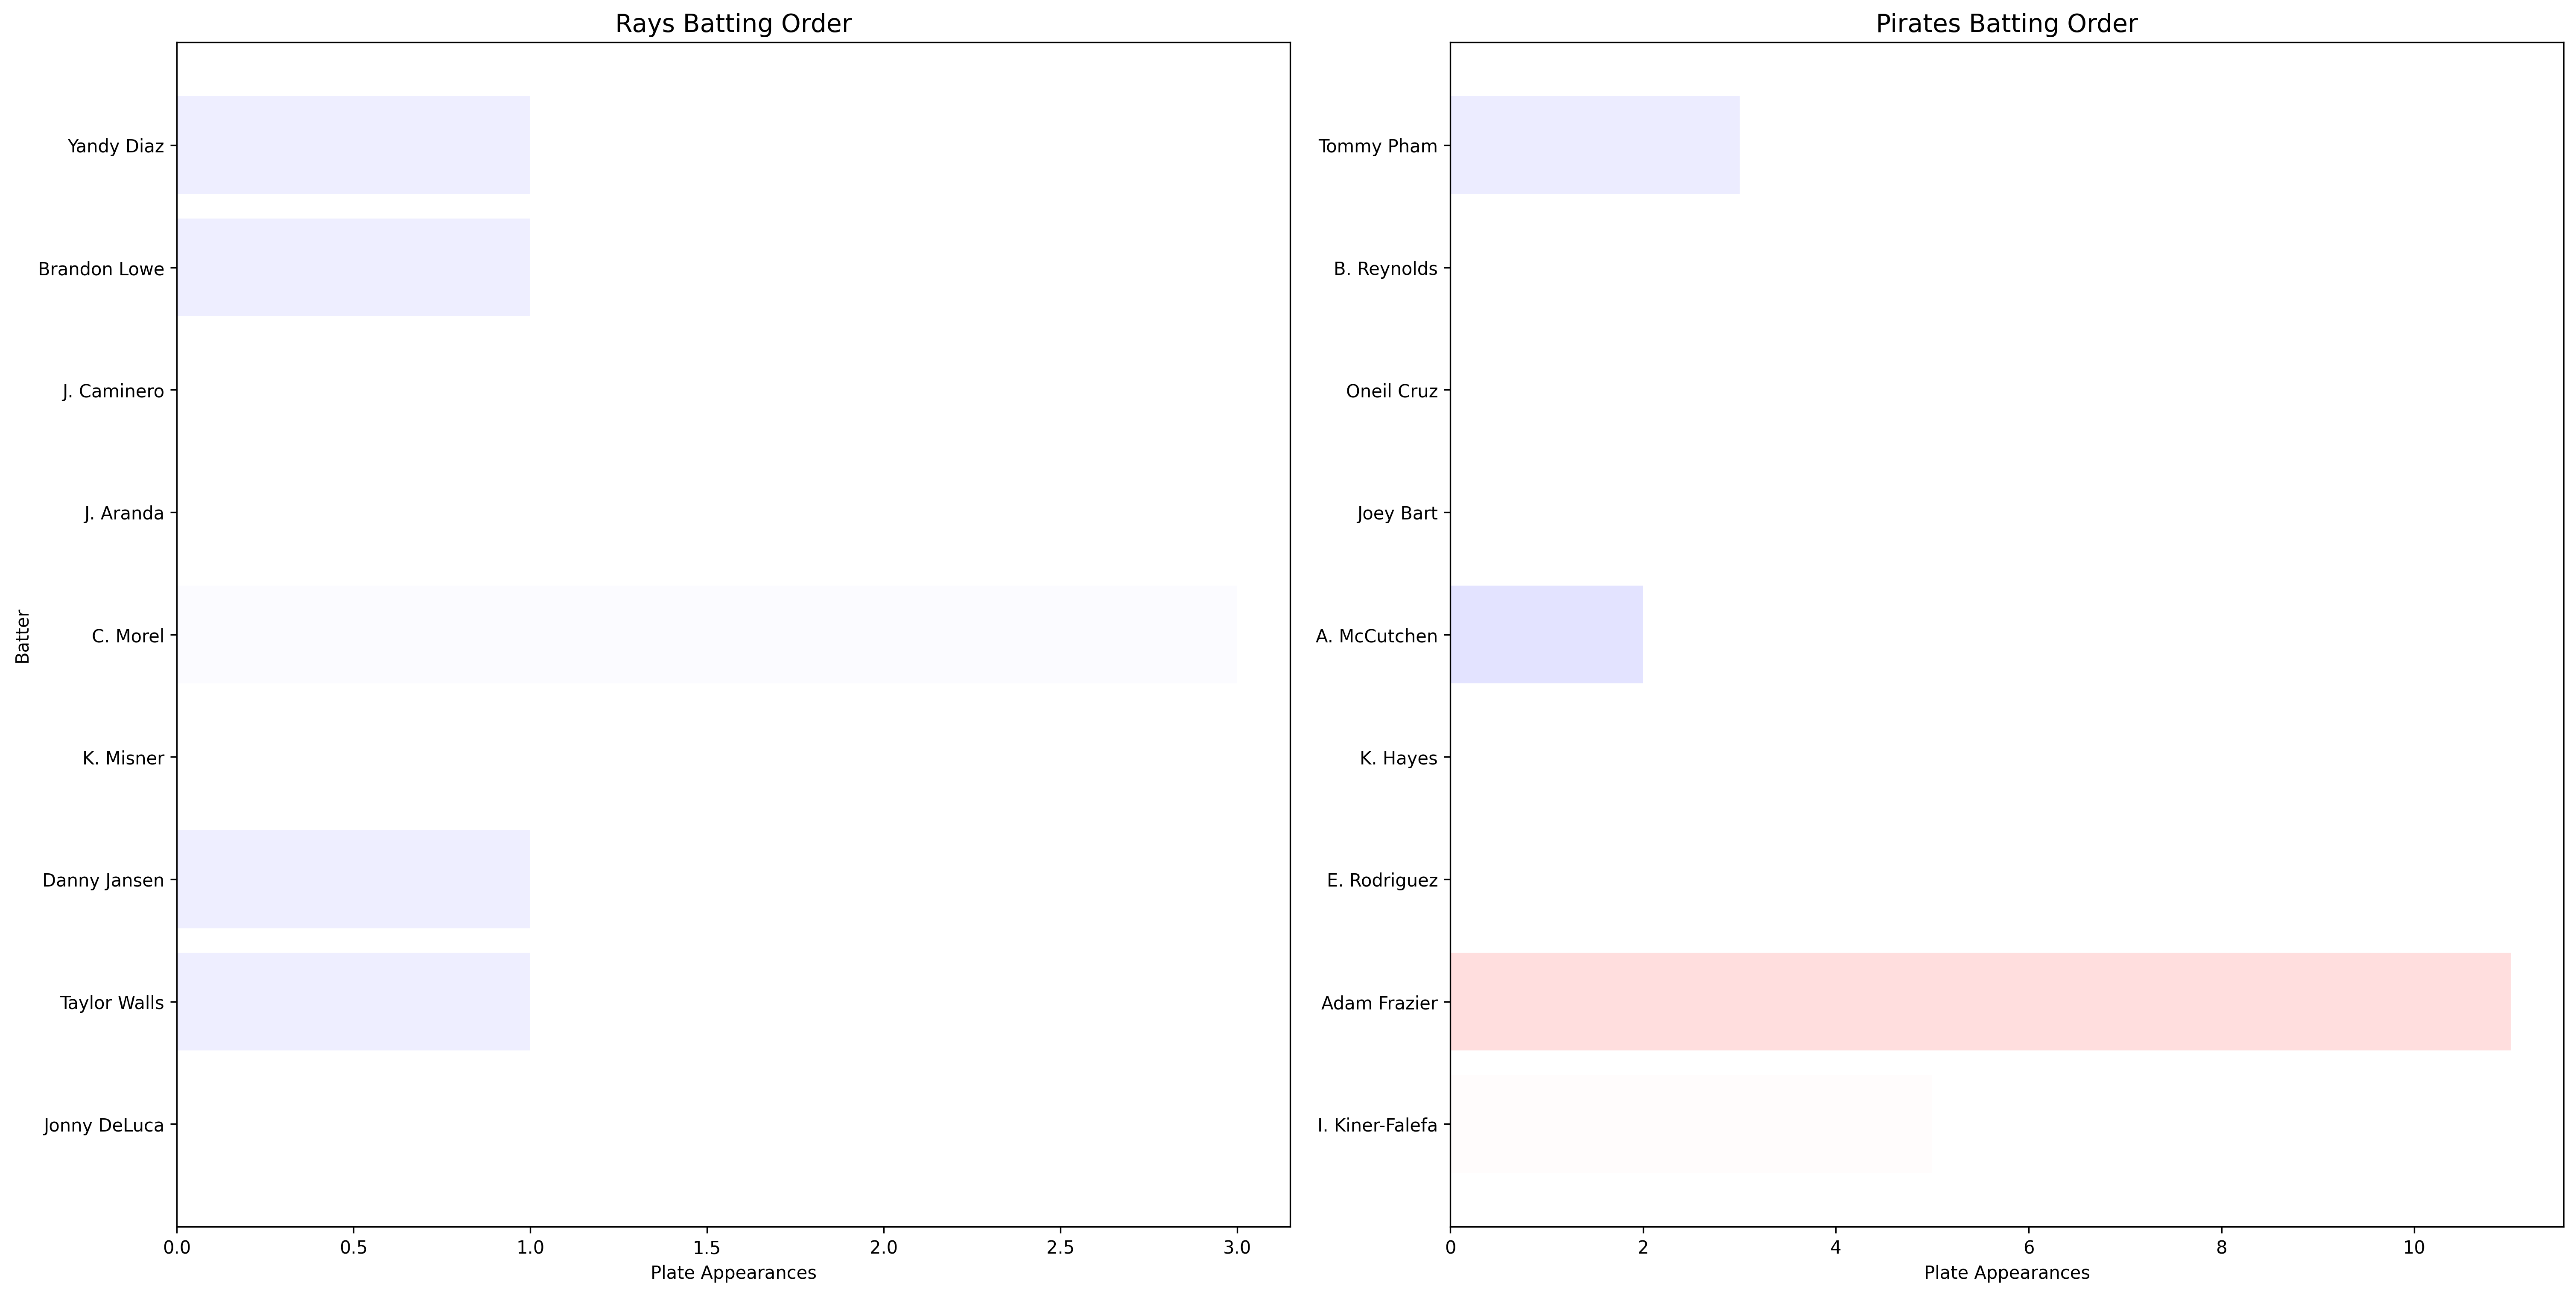 Rays Batting Order
Batter
Yandy Diaz
Brandon Lowe
J. Caminero
J. Aranda
C. Morel
K. Misner
Danny Jansen
Taylor Walls
Jonny DeLuca
0.0 0.5 1.0 1.5 2.0 2.5 3.0
Plate Appearances
Pirates Batting Order
Tommy Pham
B. Reynolds
Oneil Cruz
Joey Bart
A. McCutchen
K. Hayes
E. Rodriguez
Adam Frazier
I. Kiner-Falefa
0 2 4 6 8 10
Plate Appearances